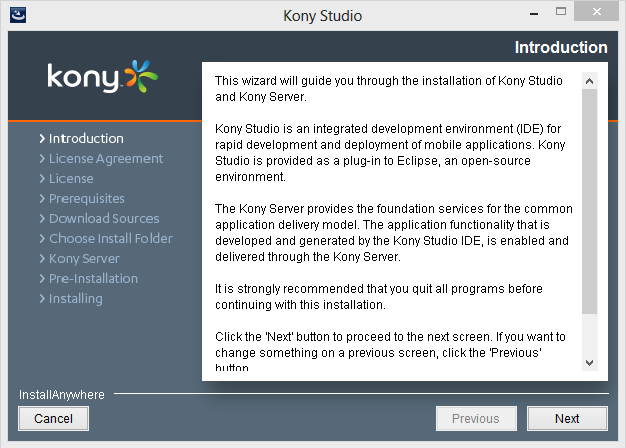 Kony Studio
Introduction
kony
Introduction
License Agreement
License
Prerequisites
Download Sources
Choose Install Folder
Kony Server
Pre-Installation
Installing
This wizard will guide you through the installation of Kony Studio
and Kony Server.
Kony Studio is an integrated development environment (IDE) for
rapid development and deployment of mobile applications. Kony
Studio is provided as a plug-in to Eclipse, an open-source
environment.
The Kony Server provides the foundation services for the common
application delivery model. The application functionality that is
developed and generated by the Kony Studio IDE, is enabled and
delivered through the Kony Server.
It is strongly recommended that you quit all programs before
continuing with this installation.
Click the 'Next' button to proceed to the next screen. If you want to
change something on a previous screen, click the 'Previous'
button
InstallAnywhere
Cancel
Previous
Next